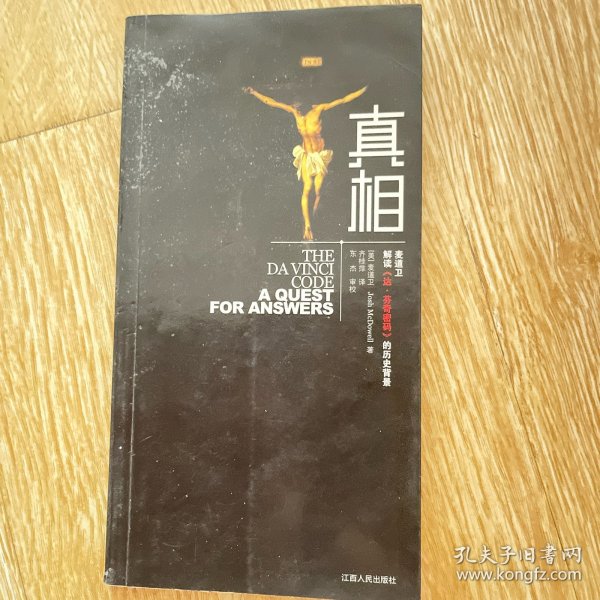 真相
THE
DA VINCI
CODE
A QUEST
FOR ANSWERS
麦道卫
解读《达·芬奇密码》的历史背景
[美] 麦道卫 Josh McDowell 著
齐桂萍 译
东 杰 审校
江西人民出版社
孔夫子旧书网
www.kongfz.com